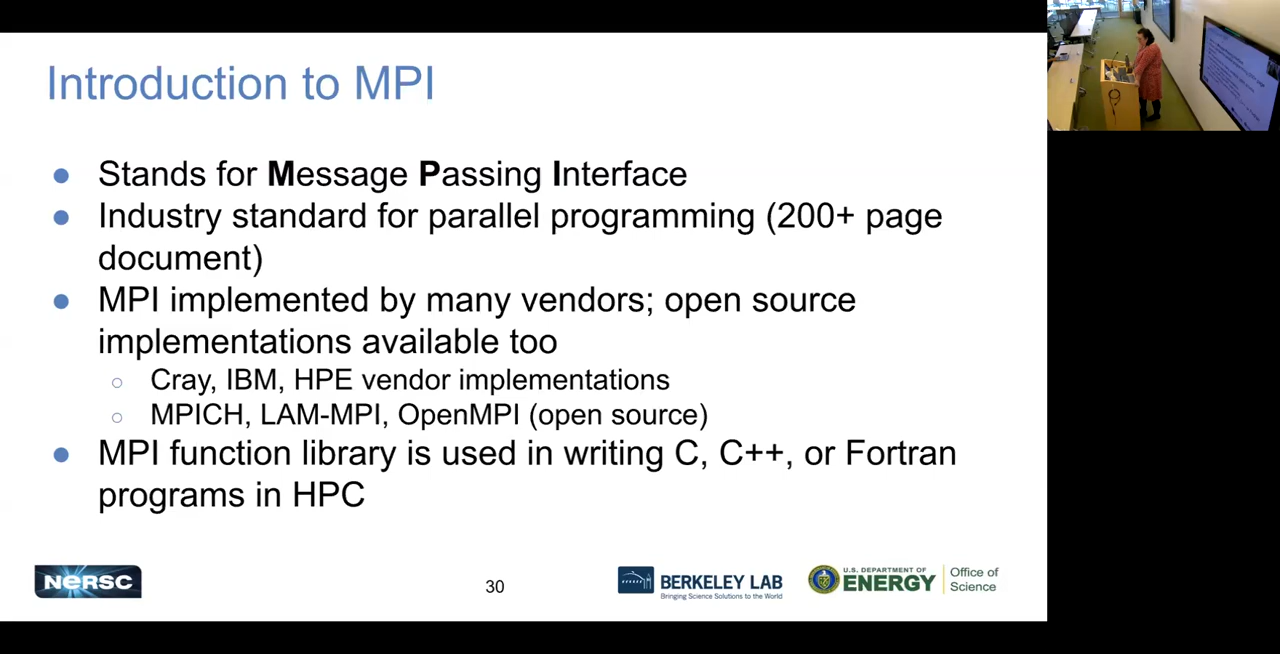 Introduction to MPI
Stands for Message Passing Interface
Industry standard for parallel programming (200+ page
document)
MPI implemented by many vendors; open source
implementations available too
Cray, IBM, HPE vendor implementations
MPICH, LAM-MPI, OpenMPI (open source)
MPI function library is used in writing C, C++, or Fortran
programs in HPC
NERSC
30
BERKELEY LAB
Bringing Science Solutions to the World
U.S. DEPARTMENT OF
ENERGY
Office of
Science